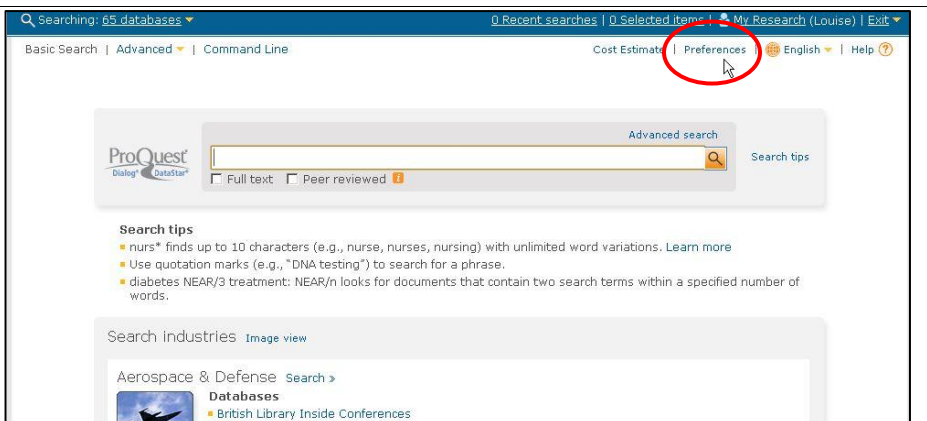 Searching: 65 databases 0 Recent searches | 0 Selected items | My Research (Louise) | Exit
Basic Search | Advanced | Command Line Cost Estimate | Preferences | English | Help ?
Advanced search
ProQuest
Dialog* DataStar*
Search tips
Full text Peer reviewed i
Search tips
nurs* finds up to 10 characters (e.g., nurse, nurses, nursing) with unlimited word variations. Learn more
Use quotation marks (e.g., "DNA testing") to search for a phrase.
diabetes NEAR/3 treatment: NEAR/n looks for documents that contain two search terms within a specified number of
words.
Search industries Image view
Aerospace & Defense Search »
Databases
British Library Inside Conferences